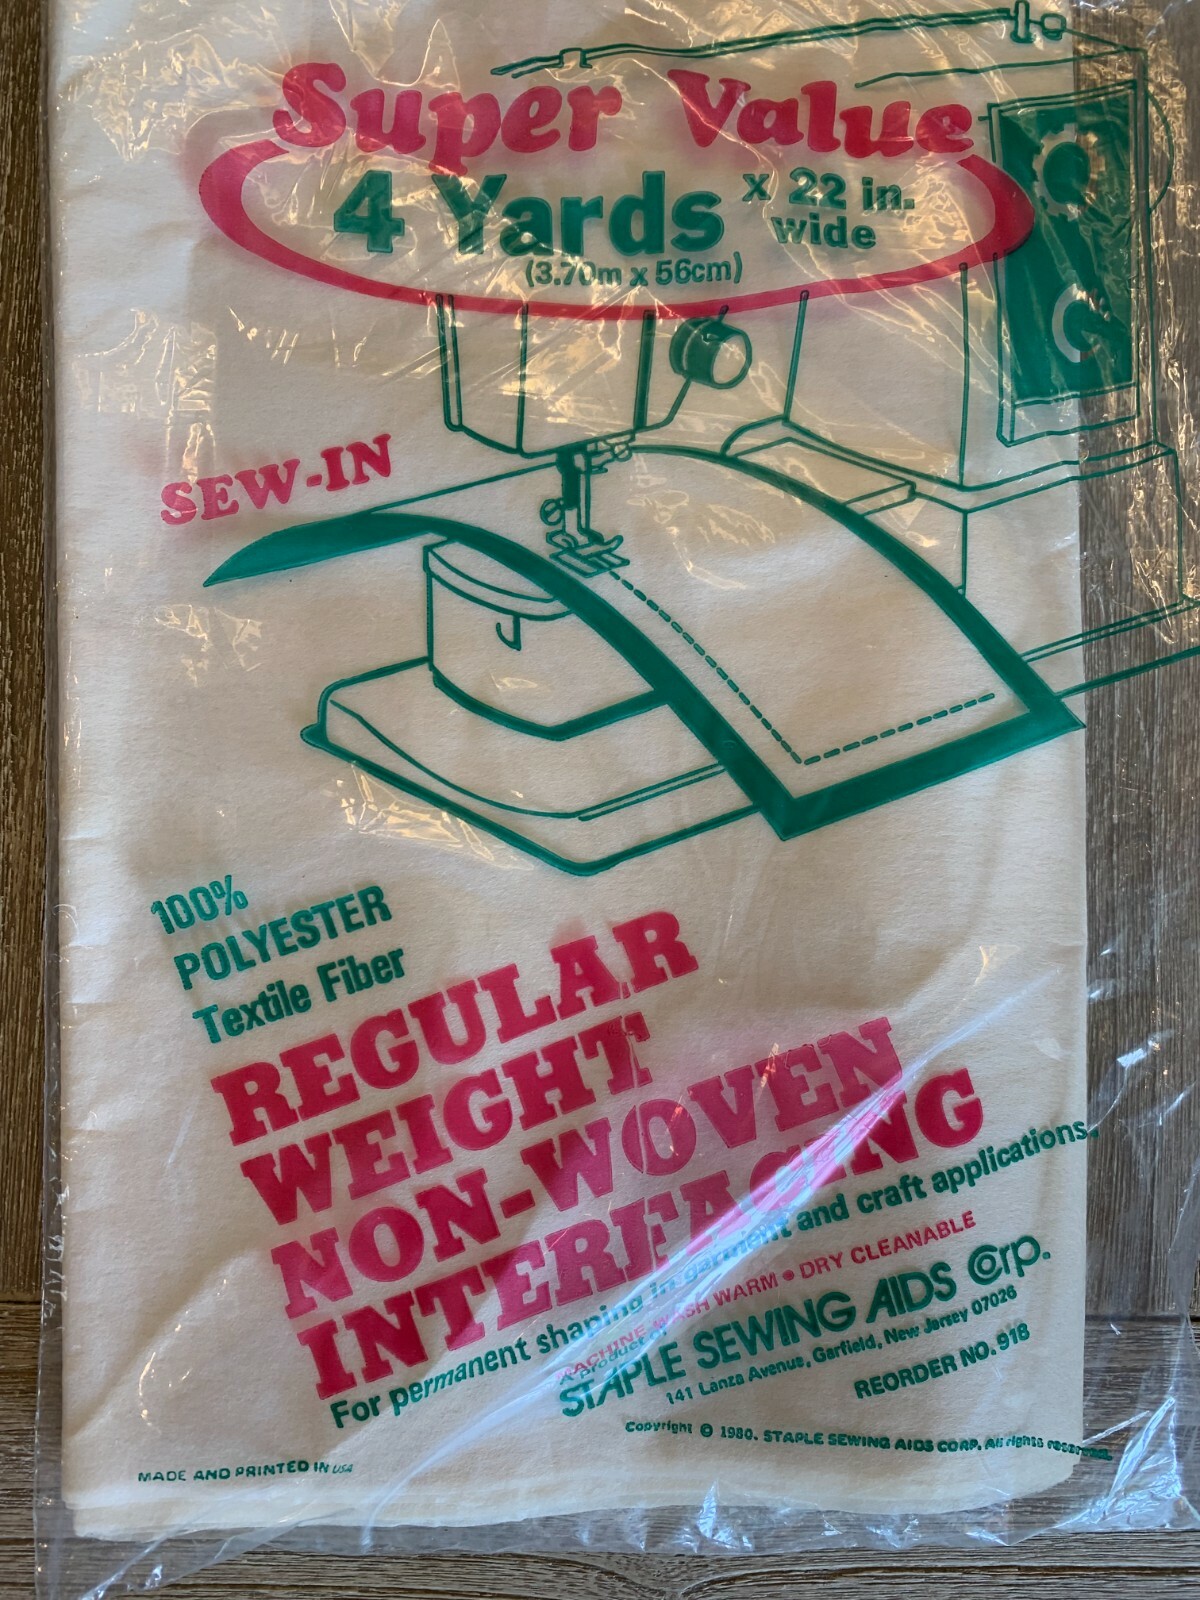 Super Value
4 Yards x 22 in.
wide
(3.70m x 56cm)
SEW-IN
100%
POLYESTER
Textile Fiber
REGULAR
WEIGHT
NON-WOVEN
INTERFACING
For permanent shaping in garment and craft applications.
MACHINE WASH WARM • DRY CLEANABLE
A product of
STAPLE SEWING AIDS Corp.
141 Lanza Avenue, Garfield, New Jersey 07026
REORDER NO. 918
Copyright © 1980. STAPLE SEWING AIDS CORP. All rights reserved.
MADE AND PRINTED IN USA